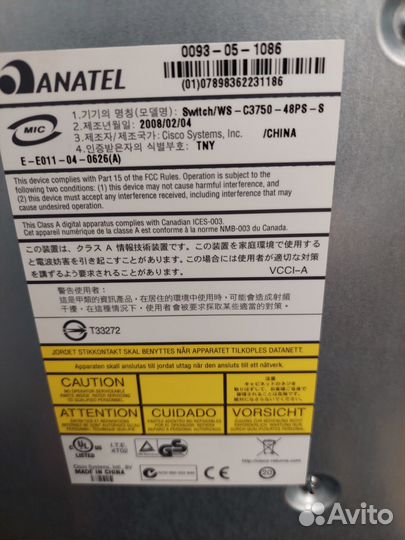 ANATEL
0093-05-1086
(01)07898362231186
MIC
1.기기의 명칭(모델명): Switch/WS-C3750-48PS-S
2.제조년월일: 2008/02/04
3.제조자/제조국가: Cisco Systems, Inc. /CHINA
4.인증받은자의 식별부호: TNY
E-E011-04-0626(A)
This device complies with Part 15 of the FCC Rules. Operation is subject to
the following conditions: (1) this device may not cause harmful interference, and
(2) this device must accept any interference received, including interference that
may cause undesired operation.
This Class A digital apparatus complies with Canadian ICES-003.
Cet appareil numérique de la classe A est conforme à la norme NMB-003 du Canada.
この装置は、クラス A 情報技術装置です。この装置を家庭環境で使用する
と電波妨害を引き起こすことがあります。この場合には使用者が適切な対策
を講ずるよう要求されることがあります。
VCCI-A
警告使用者:
這是甲類的資訊產品，在居住的環境中使用時，可能會造成射頻
干擾，在這種情況下，使用者會被要求採取某些適當的對策。
T33272
JORDET STIKKONTAKT SKAL BENYTTES NÅR APPARATET TILKOPLES DATANETT.
Apparaten skall anslutas till jordat uttag när den ansluts till ett nätverk.
CAUTION
NO OPERATOR SERVICEABLE
PARTS INSIDE
ATTENTION
CUIDADO
VORSICHT
UL
LISTED
I.T.E.
Cisco Systems, Intl., BV
MADE IN CHINA
20
Avito